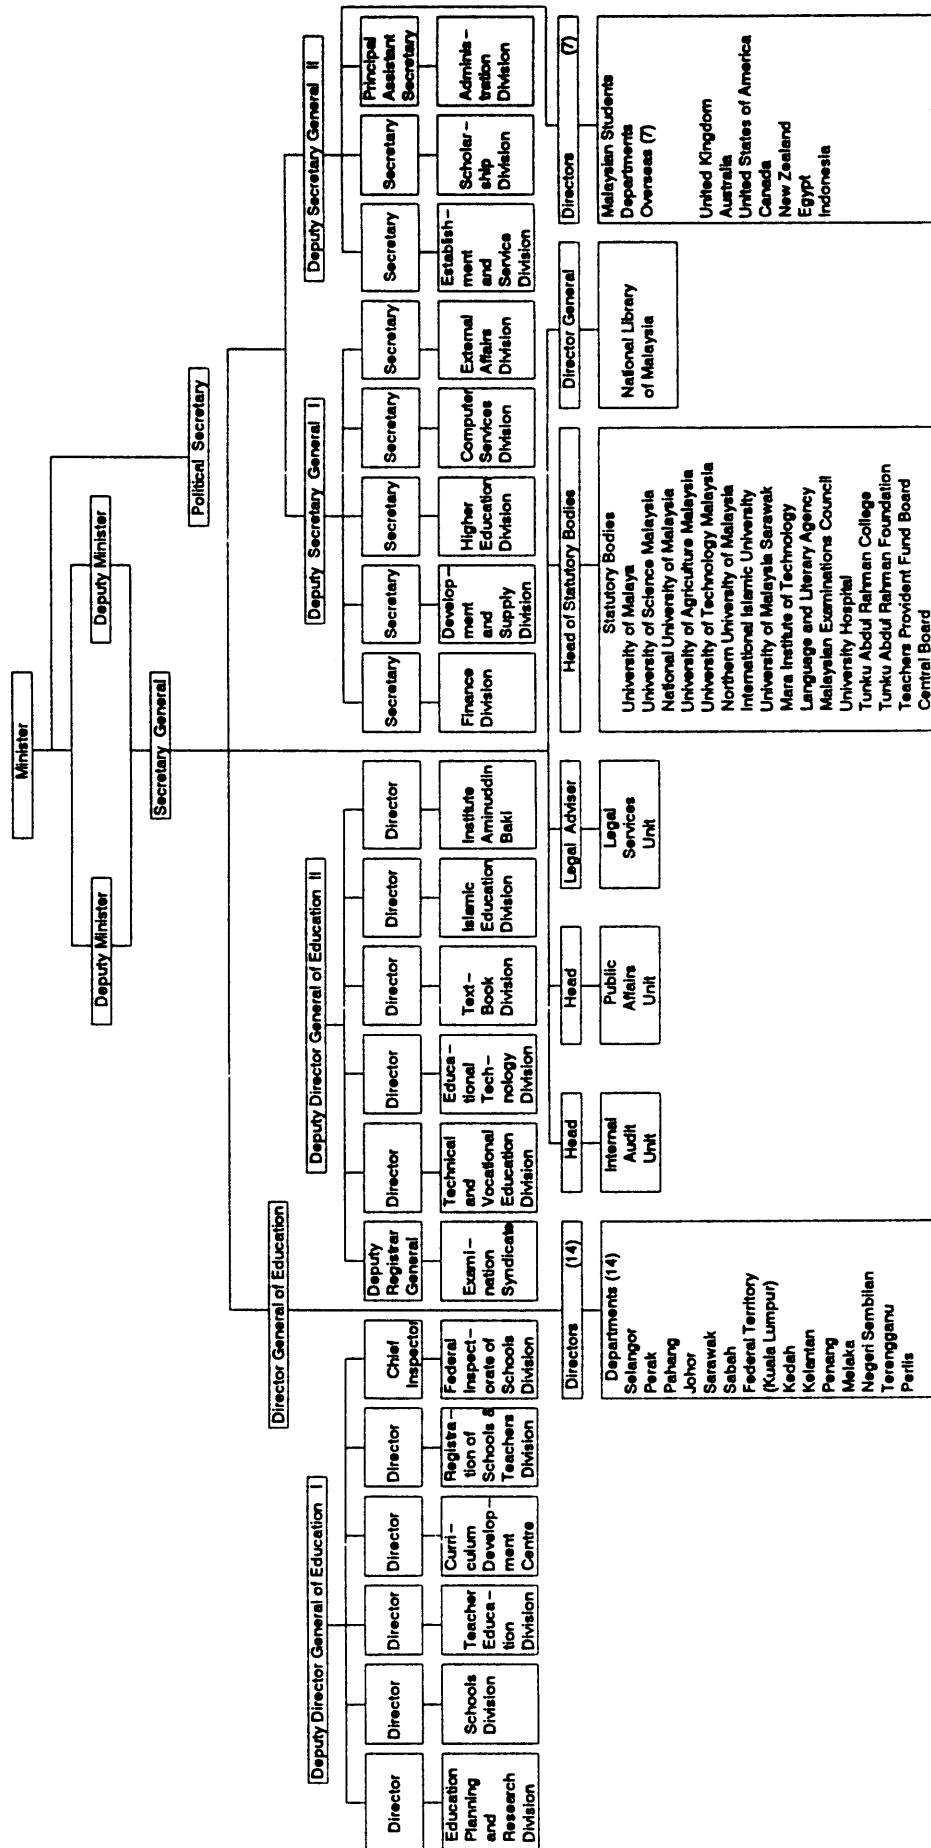 Minister
Deputy Minister
Deputy Minister
Political Secretary
Secretary General
Director General of Education
Deputy Director General of Education I
Deputy Director General of Education II
Deputy Secretary General I
Deputy Secretary General II
Director
Director
Director
Director
Director
Chief
Inspector
Deputy
Registrar
General
Director
Director
Director
Director
Director
Secretary
Secretary
Secretary
Secretary
Secretary
Secretary
Secretary
Principal
Assistant
Secretary
Education
Planning
and
Research
Division
Schools
Division
Teacher
Educa–
tion
Division
Curri–
culum
Develop–
ment
Centre
Registra–
tion of
Schools &
Teachers
Division
Federal
Inspect–
orate of
Schools
Division
Exami–
nation
Syndicate
Technical
and
Vocational
Education
Division
Educa–
tional
Tech–
nology
Division
Text–
Book
Division
Islamic
Education
Division
Institute
Aminuddin
Baki
Finance
Division
Develop–
ment
and
Supply
Division
Higher
Education
Division
Computer
Services
Division
External
Affairs
Division
Establish–
ment
and
Service
Division
Scholar–
ship
Division
Adminis–
tration
Division
Directors (14)
Departments (14)
Selangor
Perak
Pahang
Johor
Sarawak
Sabah
Federal Territory
(Kuala Lumpur)
Kedah
Kelantan
Penang
Melaka
Negeri Sembilan
Terengganu
Perlis
Head
Internal
Audit
Unit
Head
Public
Affairs
Unit
Legal Adviser
Legal
Services
Unit
Head of Statutory Bodies
Statutory Bodies
University of Malaya
University of Science Malaysia
National University of Malaysia
University of Agriculture Malaysia
University of Technology Malaysia
Northern University of Malaysia
International Islamic University
University of Malaysia Sarawak
Mara Institute of Technology
Language and Literary Agency
Malaysian Examinations Council
University Hospital
Tunku Abdul Rahman College
Tunku Abdul Rahman Foundation
Teachers Provident Fund Board
Central Board
Director General
National Library
of Malaysia
Directors (7)
Malaysian Students
Departments
Overseas (7)
United Kingdom
Australia
United States of America
Canada
New Zealand
Egypt
Indonesia